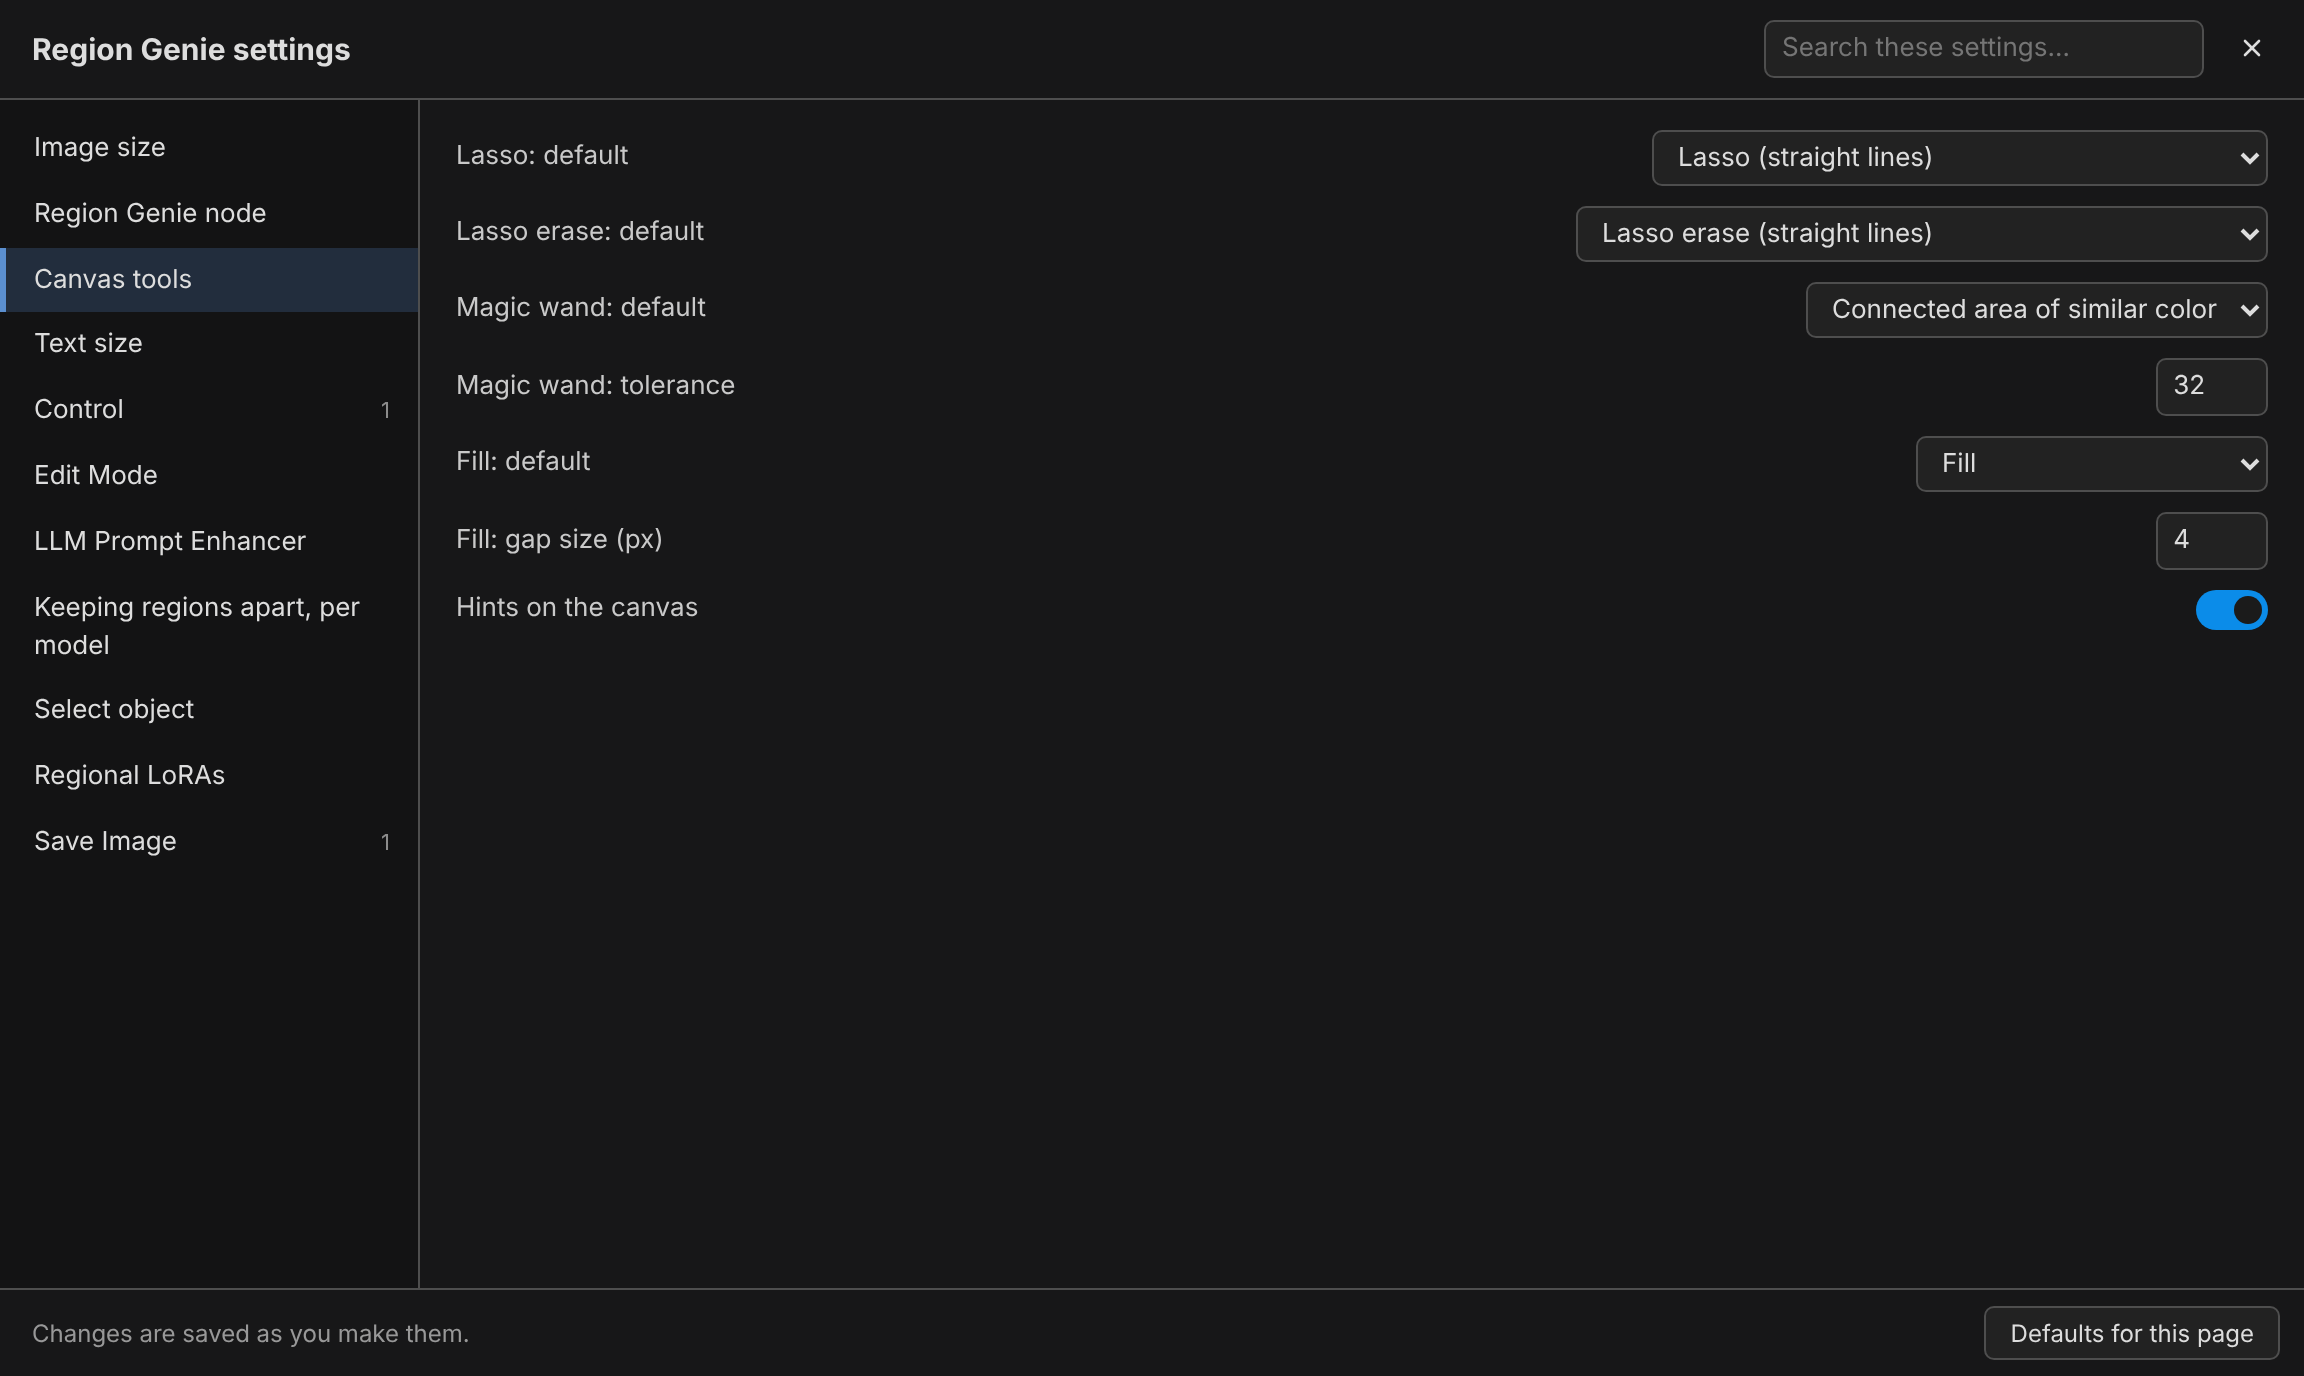 Region Genie settings
Search these settings...
Image size
Region Genie node
Canvas tools
Text size
Control 1
Edit Mode
LLM Prompt Enhancer
Keeping regions apart, per
model
Select object
Regional LoRAs
Save Image 1
Lasso: default Lasso (straight lines)
Lasso erase: default Lasso erase (straight lines)
Magic wand: default Connected area of similar color
Magic wand: tolerance 32
Fill: default Fill
Fill: gap size (px) 4
Hints on the canvas
Changes are saved as you make them.
Defaults for this page